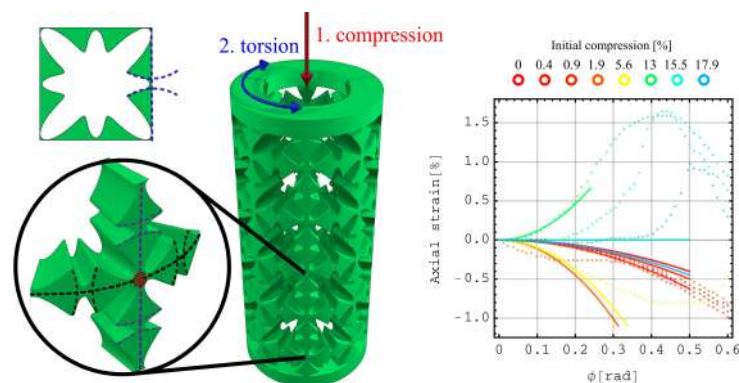 1. compression
2. torsion
Initial compression [%]
0 0.4 0.9 1.9 5.6 13 15.5 17.9
Axial strain[%]
1.5
1.0
0.5
0.0
-0.5
-1.0
0 0.1 0.2 0.3 0.4 0.5 0.6
ϕ[rad]